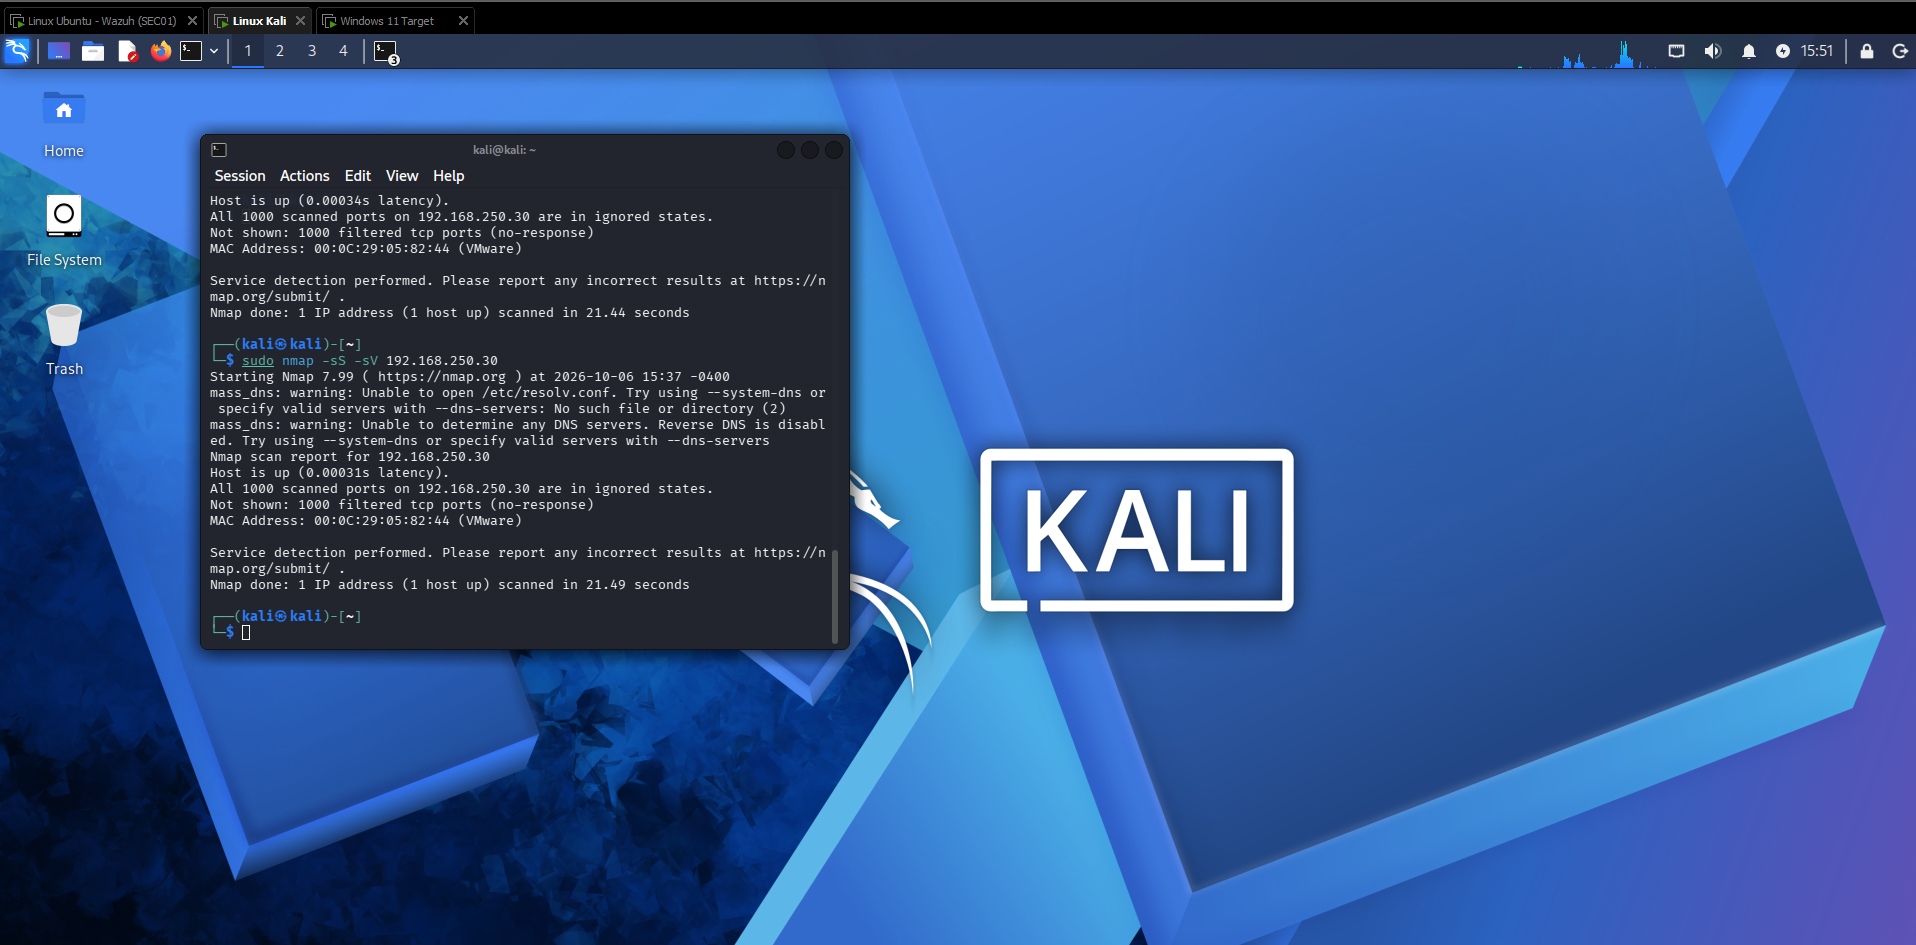 Linux Ubuntu - Wazuh (SEC01)
Linux Kali
Windows 11 Target
1 2 3 4
3
15:51
Home
File System
Trash
kali@kali: ~
Session Actions Edit View Help
Host is up (0.00034s latency).
All 1000 scanned ports on 192.168.250.30 are in ignored states.
Not shown: 1000 filtered tcp ports (no-response)
MAC Address: 00:0C:29:05:82:44 (VMware)
Service detection performed. Please report any incorrect results at https://n
map.org/submit/ .
Nmap done: 1 IP address (1 host up) scanned in 21.44 seconds
┌──(kali㉿kali)-[~]
└─$ sudo nmap -sS -sV 192.168.250.30
Starting Nmap 7.99 ( https://nmap.org ) at 2026-10-06 15:37 -0400
mass_dns: warning: Unable to open /etc/resolv.conf. Try using --system-dns or
specify valid servers with --dns-servers: No such file or directory (2)
mass_dns: warning: Unable to determine any DNS servers. Reverse DNS is disabl
ed. Try using --system-dns or specify valid servers with --dns-servers
Nmap scan report for 192.168.250.30
Host is up (0.00031s latency).
All 1000 scanned ports on 192.168.250.30 are in ignored states.
Not shown: 1000 filtered tcp ports (no-response)
MAC Address: 00:0C:29:05:82:44 (VMware)
Service detection performed. Please report any incorrect results at https://n
map.org/submit/ .
Nmap done: 1 IP address (1 host up) scanned in 21.49 seconds
┌──(kali㉿kali)-[~]
└─$
KALI